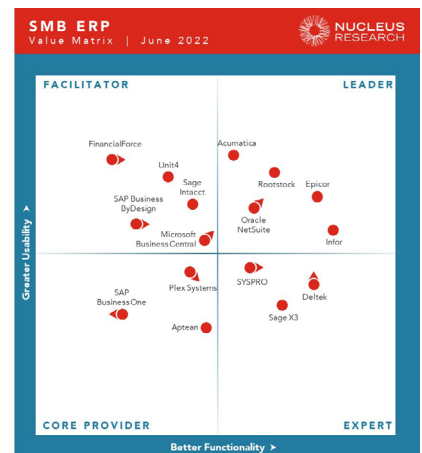 SMB ERP
Value Matrix | June 2022
NUCLEUS
RESEARCH
FACILITATOR
LEADER
FinancialForce
Acumatica
Unit4
Rootstock
Epicor
Sage
Intacct
SAP Business
ByDesign
Oracle
NetSuite
Microsoft
Business Central
Infor
Greater Usability
Plex Systems
SYSPRO
Deltek
SAP
Business One
Sage X3
Aptean
CORE PROVIDER
EXPERT
Better Functionality